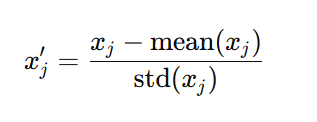 x′_j = (x_j − mean(x_j)) / std(x_j)